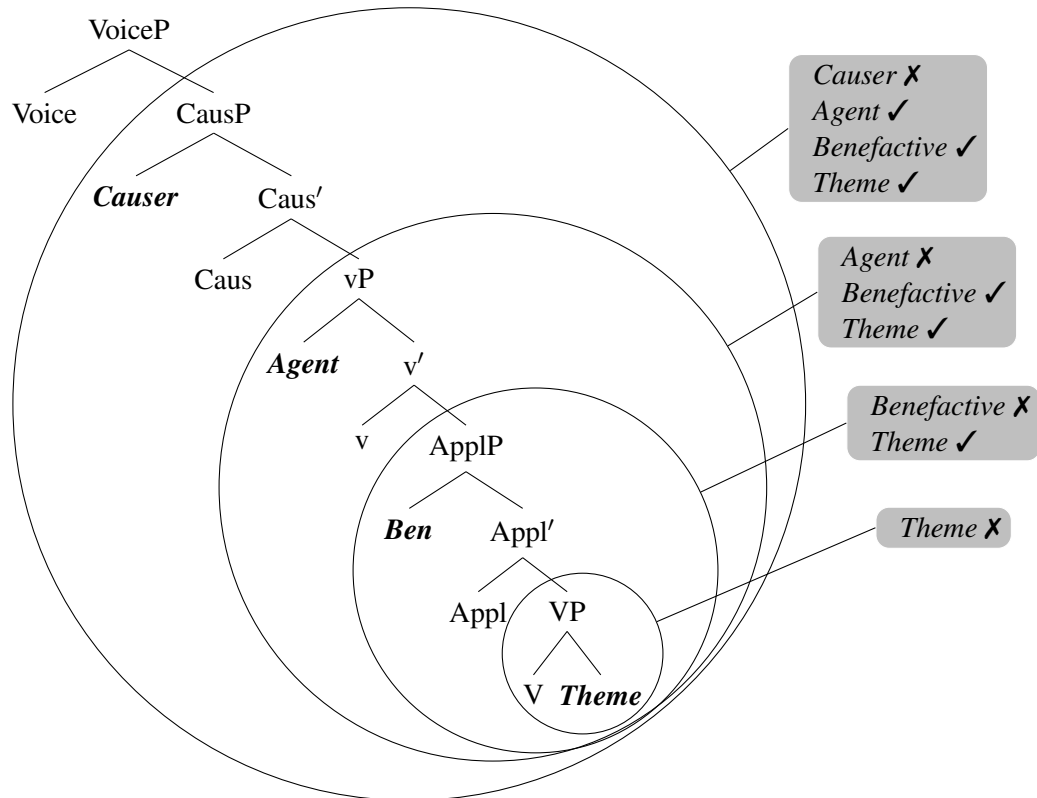 VoiceP
Voice CausP
Causer Caus′
Caus vP
Agent v′
v ApplP
Ben Appl′
Appl VP
V Theme
Causer ✗
Agent ✓
Benefactive ✓
Theme ✓
Agent ✗
Benefactive ✓
Theme ✓
Benefactive ✗
Theme ✓
Theme ✗